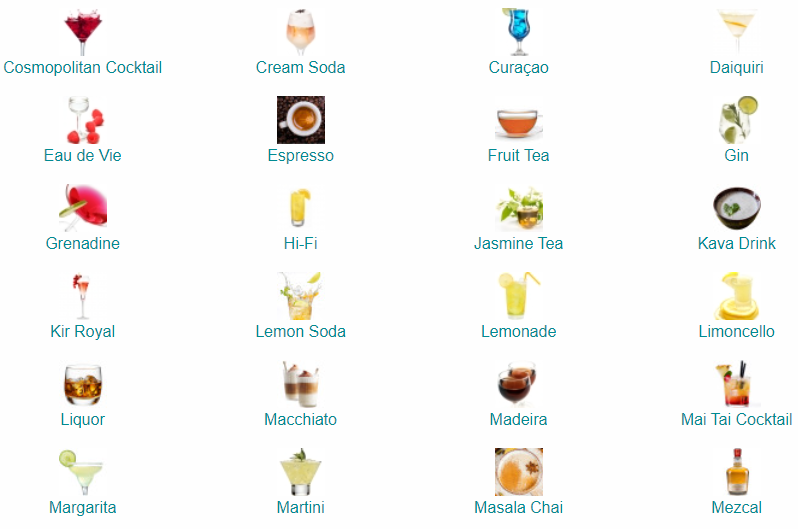 Cosmopolitan Cocktail
Cream Soda
Curaçao
Daiquiri
Eau de Vie
Espresso
Fruit Tea
Gin
Grenadine
Hi-Fi
Jasmine Tea
Kava Drink
Kir Royal
Lemon Soda
Lemonade
Limoncello
Liquor
Macchiato
Madeira
Mai Tai Cocktail
Margarita
Martini
Masala Chai
Mezcal